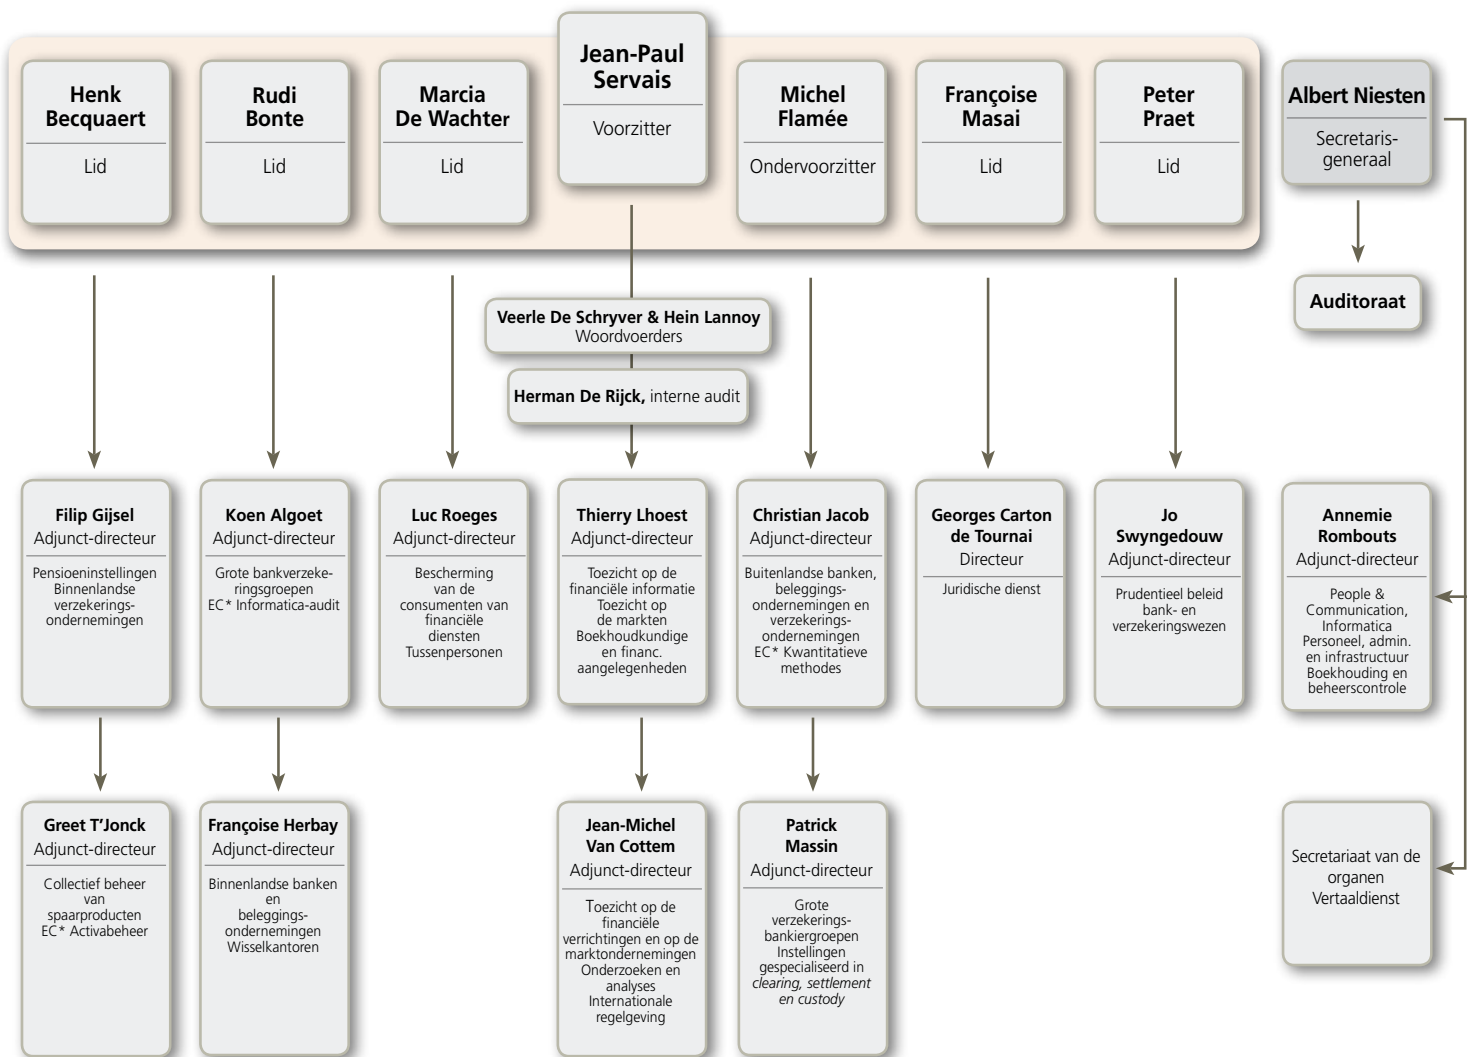 Henk
Becquaert
Lid
Rudi
Bonte
Lid
Marcia
De Wachter
Lid
Jean-Paul
Servais
Voorzitter
Michel
Flamée
Ondervoorzitter
Françoise
Masai
Lid
Peter
Praet
Lid
Albert Niesten
Secretaris-
generaal
Auditoraat
Veerle De Schryver & Hein Lannoy
Woordvoerders
Herman De Rijck, interne audit
Filip Gijsel
Adjunct-directeur
Pensioeninstellingen
Binnenlandse
verzekerings-
ondernemingen
Koen Algoet
Adjunct-directeur
Grote bankverzeke-
ringsgroepen
EC* Informatica-audit
Luc Roeges
Adjunct-directeur
Bescherming
van de
consumenten van
financiële
diensten
Tussenpersonen
Thierry Lhoest
Adjunct-directeur
Toezicht op de
financiële informatie
Toezicht op
de markten
Boekhoudkundige
en financ.
aangelegenheden
Christian Jacob
Adjunct-directeur
Buitenlandse banken,
beleggings-
ondernemingen en
verzekerings-
ondernemingen
EC* Kwantitatieve
methodes
Georges Carton
de Tournai
Directeur
Juridische dienst
Jo
Swyngedouw
Adjunct-directeur
Prudentieel beleid
bank- en
verzekeringswezen
Annemie
Rombouts
Adjunct-directeur
People &
Communication,
Informatica
Personeel, admin.
en infrastructuur
Boekhouding en
beheerscontrole
Greet T’Jonck
Adjunct-directeur
Collectief beheer
van
spaarproducten
EC* Activabeheer
Françoise Herbay
Adjunct-directeur
Binnenlandse banken
en
beleggings-
ondernemingen
Wisselkantoren
Jean-Michel
Van Cottem
Adjunct-directeur
Toezicht op de
financiële
verrichtingen en op de
marktondernemingen
Onderzoeken en
analyses
Internationale
regelgeving
Patrick
Massin
Adjunct-directeur
Grote
verzekerings-
bankiergroepen
Instellingen
gespecialiseerd in
clearing, settlement
en custody
Secretariaat van de
organen
Vertaaldienst